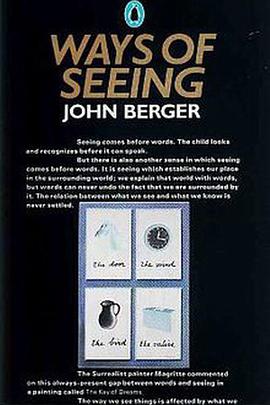 WAYS OF
SEEING
JOHN BERGER
Seeing comes before words. The child looks
and recognizes before it can speak.
But there is also another sense in which seeing
comes before words. It is seeing which establishes our place
in the surrounding world; we explain that world with words,
but words can never undo the fact that we are surrounded by
it. The relation between what we see and what we know is
never settled.
the door
the wind
the bird
the valise
The Surrealist painter Magritte commented
on this always-present gap between words and seeing in
a painting called The Key of Dreams.
The way we see things is affected by what we